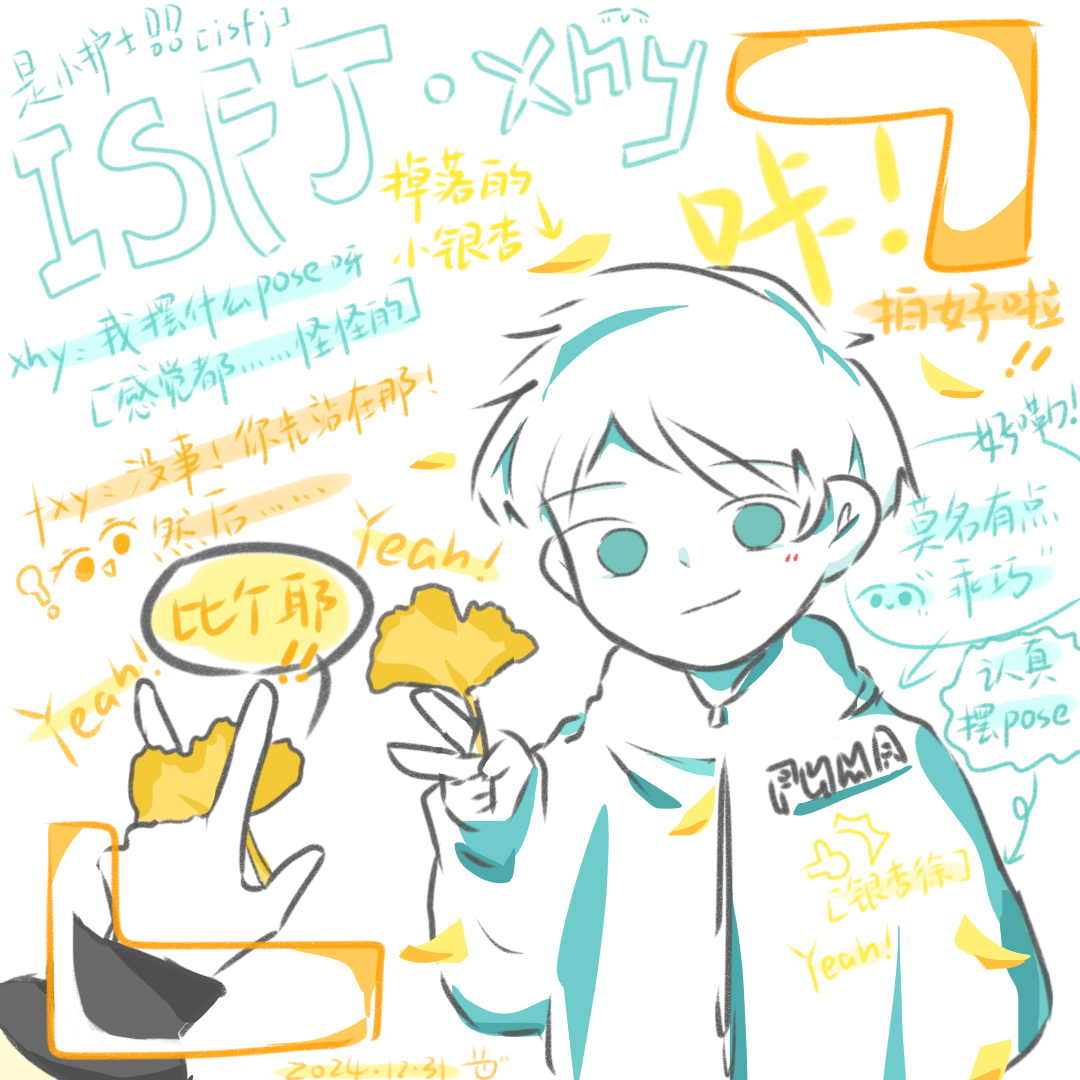 是小护士 [isfj]
ISFJ·xhy
掉落的
小银杏
咔!
拍好啦
!!
xhy:我摆什么pose呀
[感觉都……怪怪的]
txy:没事!你先站在那!
然后……
好嘞!
莫名有点
乖巧
认真
摆pose
比个耶
!!
Yeah!
Yeah!
PUMA
[银杏徐]
Yeah!
2024.12.31